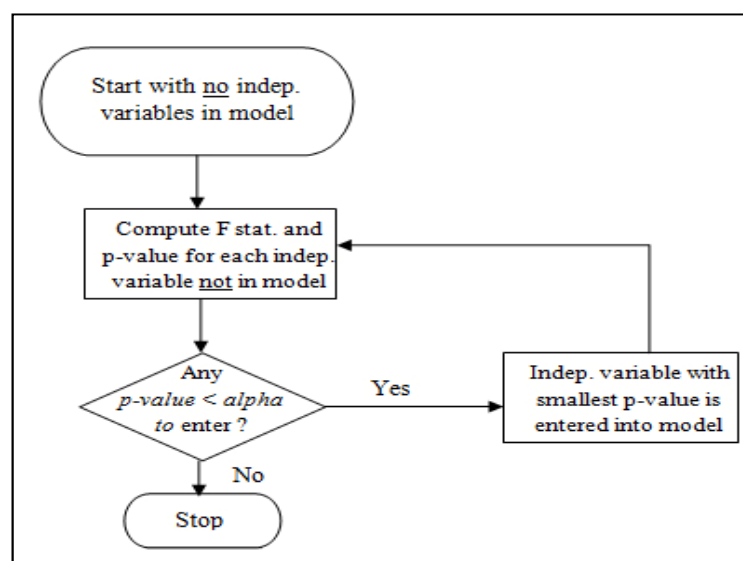 Start with no indep.
variables in model
Compute F stat. and
p-value for each indep.
variable not in model
Any
p-value < alpha
to enter ?
Yes
Indep. variable with
smallest p-value is
entered into model
No
Stop